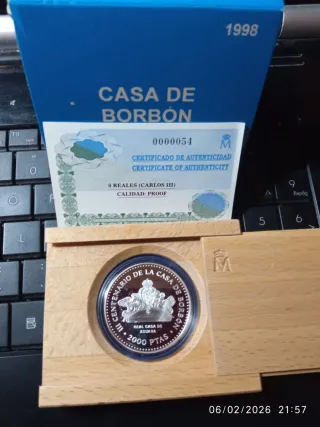 1998
CASA DE
BORBÓN
0000054
CERTIFICADO DE AUTENTICIDAD
CERTIFICATE OF AUTHENTICITY
8 REALES (CARLOS III)
CALIDAD: PROOF
M
III CENTENARIO DE LA CASA DE BORBÓN
REAL CASA DE
2000 PTAS
06/02/2026 21:57